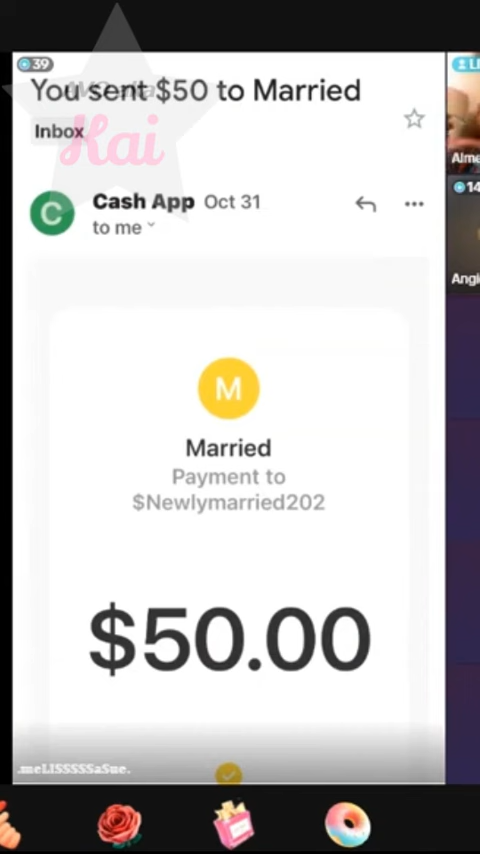 39
You sent $50 to Married
Inbox
Kai
Cash App Oct 31
C
to me
M
Married
Payment to
$Newlymarried202
$50.00
.meLISSSSSaSue.
Alme
14
Angi